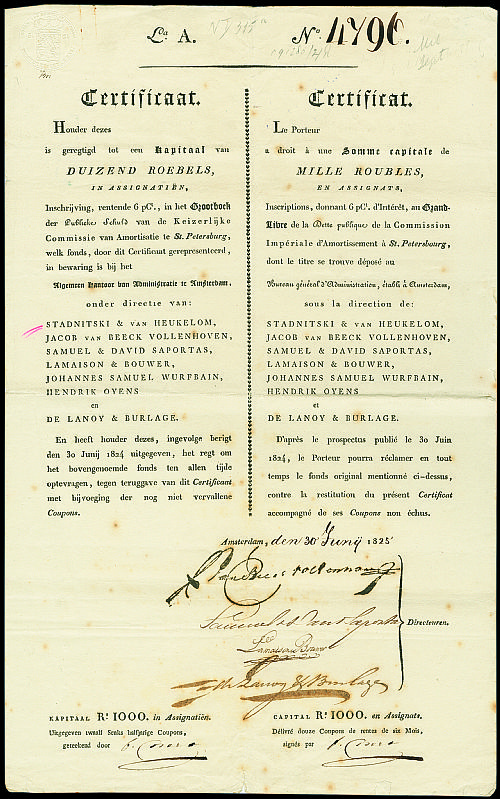 Lra A. No. 4796.
Certificaat.
Houder dezes
is geregtigd tot een Kapitaal van
DUIZEND ROEBELS,
IN ASSIGNATIËN,
Inschrijving, rentende 6 pCt., in het Grootboek
der Publieke Schuld van de Keizerlijke
Commissie van Amortisatie te St. Petersburg,
welk fonds, door dit Certificaat gerepresenteerd,
in bewaring is bij het
Algemeen Kantoor van Administratie te Amsterdam,
onder directie van:
STADNITSKI & VAN HEUKELOM,
JACOB VAN BEECK VOLLENHOVEN,
SAMUEL & DAVID SAPORTAS,
LAMAISON & BOUWER,
JOHANNES SAMUEL WURFBAIN,
HENDRIK OYENS
en
DE LANOY & BURLAGE.
En heeft houder dezes, ingevolge berigt
den 30 Junij 1824 uitgegeven, het regt om
het bovengenoemde fonds ten allen tijde
optevragen, tegen teruggave van dit Certificaat
met bijvoeging der nog niet vervallene
Coupons.
Certificat.
Le Porteur
a droit à une Somme capitale de
MILLE ROUBLES,
EN ASSIGNATS,
Inscriptions, donnant 6 pCt. d'Intérêt, au Grand-
Livre de la Dette publique de la Commission
Impériale d'Amortissement à St. Petersbourg,
dont le titre se trouve déposé au
Bureau général d'Administration, établi à Amsterdam,
sous la direction de:
STADNITSKI & VAN HEUKELOM,
JACOB VAN BEECK VOLLENHOVEN,
SAMUEL & DAVID SAPORTAS,
LAMAISON & BOUWER,
JOHANNES SAMUEL WURFBAIN,
HENDRIK OYENS
et
DE LANOY & BURLAGE.
D'après le prospectus publié le 30 Juin
1824, le Porteur pourra réclamer en tout
temps le fonds original mentionné ci-dessus,
contre la restitution du présent Certificat
accompagné de ses Coupons non échus.
Amsterdam, den 30 Junij 1825
Directeuren.
de Lanoy & Burlage
KAPITAAL Rl. 1000. in Assignatiën.
Uitgegeven twaalf Senks halfjarige Coupons,
geteekend door
CAPITAL Rl. 1000. en Assignats.
Délivré douze Coupons de rentes de six Mois,
signés par